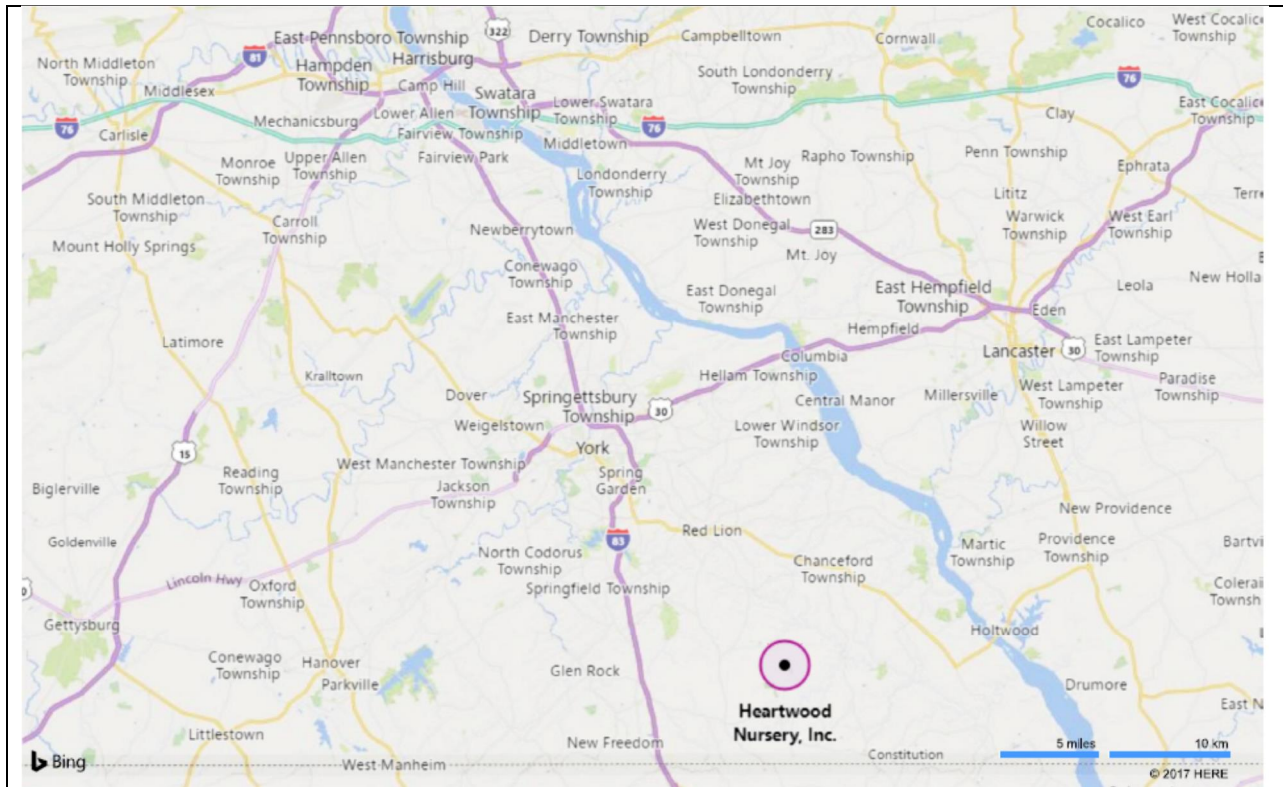 Cocalico
West Cocalico
Township
322
East Pennsboro Township
Derry Township
Campbelltown
Cornwall
81
North Middleton
Township
Hampden
Township
Harrisburg
South Londonderry
Township
76
Middlesex
Camp Hill
Swatara
Township
Lower Swatara
Township
East Cocalico
Township
76
Carlisle
Mechanicsburg
Lower Allen
Fairview Township
76
Clay
Middletown
Monroe
Township
Upper Allen
Township
Fairview Park
Mt Joy
Township
Rapho Township
Penn Township
Ephrata
Londonderry
Township
South Middleton
Township
Elizabethtown
Lititz
Terre
Carroll
Township
Newberrytown
West Donegal
Township
283
Warwick
Township
West Earl
Township
Mount Holly Springs
Mt. Joy
Conewago
Township
East Donegal
Township
East Hempfield
Township
Leola
New Holla
East Manchester
Township
Hempfield
Eden
Latimore
Columbia
Lancaster
30
East Lampeter
Township
Kralltown
Hellam Township
Paradise
Township
Dover
Springettsbury
Township
30
Central Manor
Millersville
West Lampeter
Township
Weigelstown
Lower Windsor
Township
Willow
Street
15
York
West Manchester Township
Reading
Township
Spring
Garden
Biglerville
Jackson
Township
New Providence
Goldenville
83
Red Lion
Martic
Township
Providence
Township
Bartvi
North Codorus
Township
Chanceford
Township
Lincoln Hwy
Oxford
Township
Springfield Township
Colerai
Townsh
Gettysburg
Holtwood
Conewago
Township
Hanover
Glen Rock
Parkville
Drumore
Heartwood
Nursery, Inc.
East N
Littlestown
New Freedom
Constitution
5 miles
10 km
Bing
West Manheim
© 2017 HERE